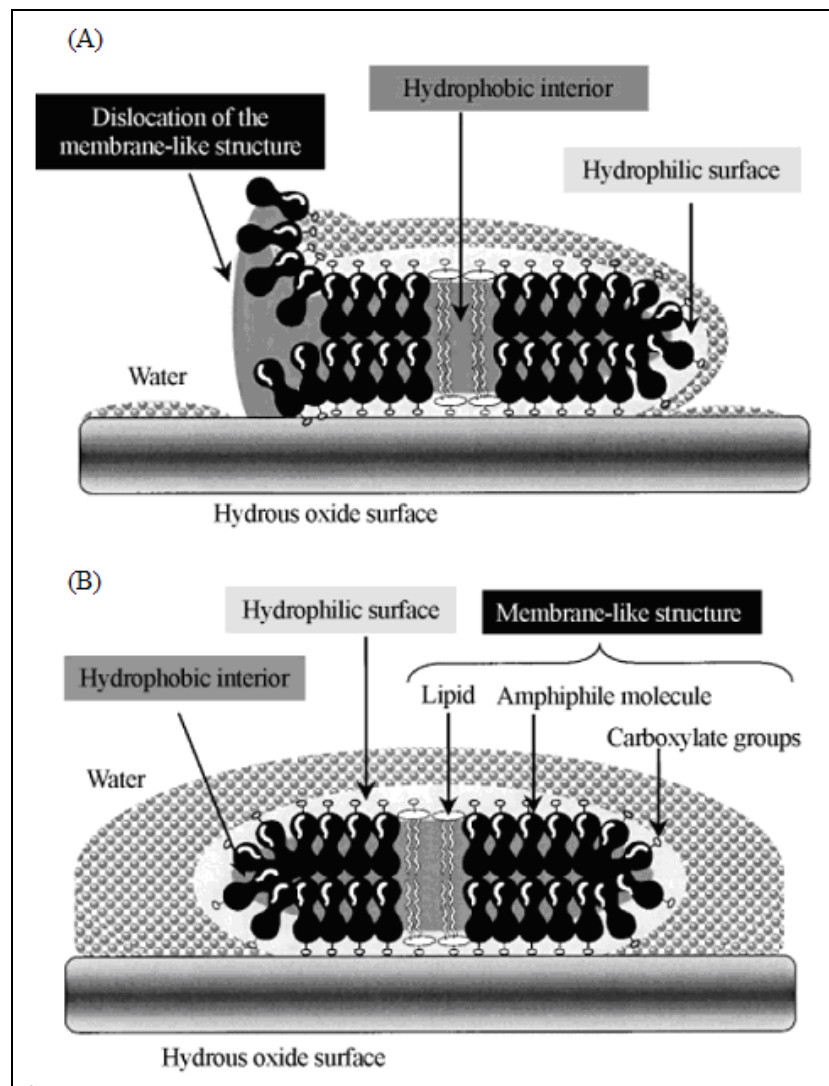 (A)
Hydrophobic interior
Dislocation of the
membrane-like structure
Hydrophilic surface
Water
Hydrous oxide surface
(B)
Hydrophilic surface
Membrane-like structure
Hydrophobic interior
Lipid
Amphiphile molecule
Carboxylate groups
Water
Hydrous oxide surface